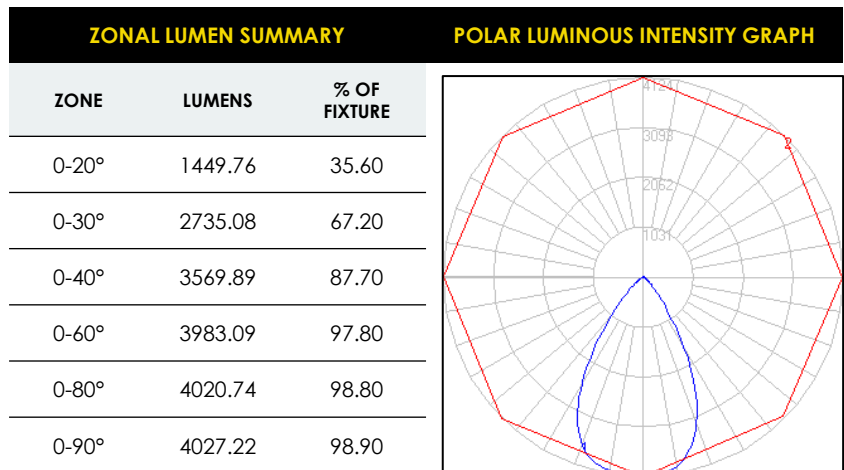 ZONAL LUMEN SUMMARY
POLAR LUMINOUS INTENSITY GRAPH
ZONE LUMENS % OF FIXTURE
0-20° 1449.76 35.60
0-30° 2735.08 67.20
0-40° 3569.89 87.70
0-60° 3983.09 97.80
0-80° 4020.74 98.80
0-90° 4027.22 98.90
4124
3093
2062
1031
2